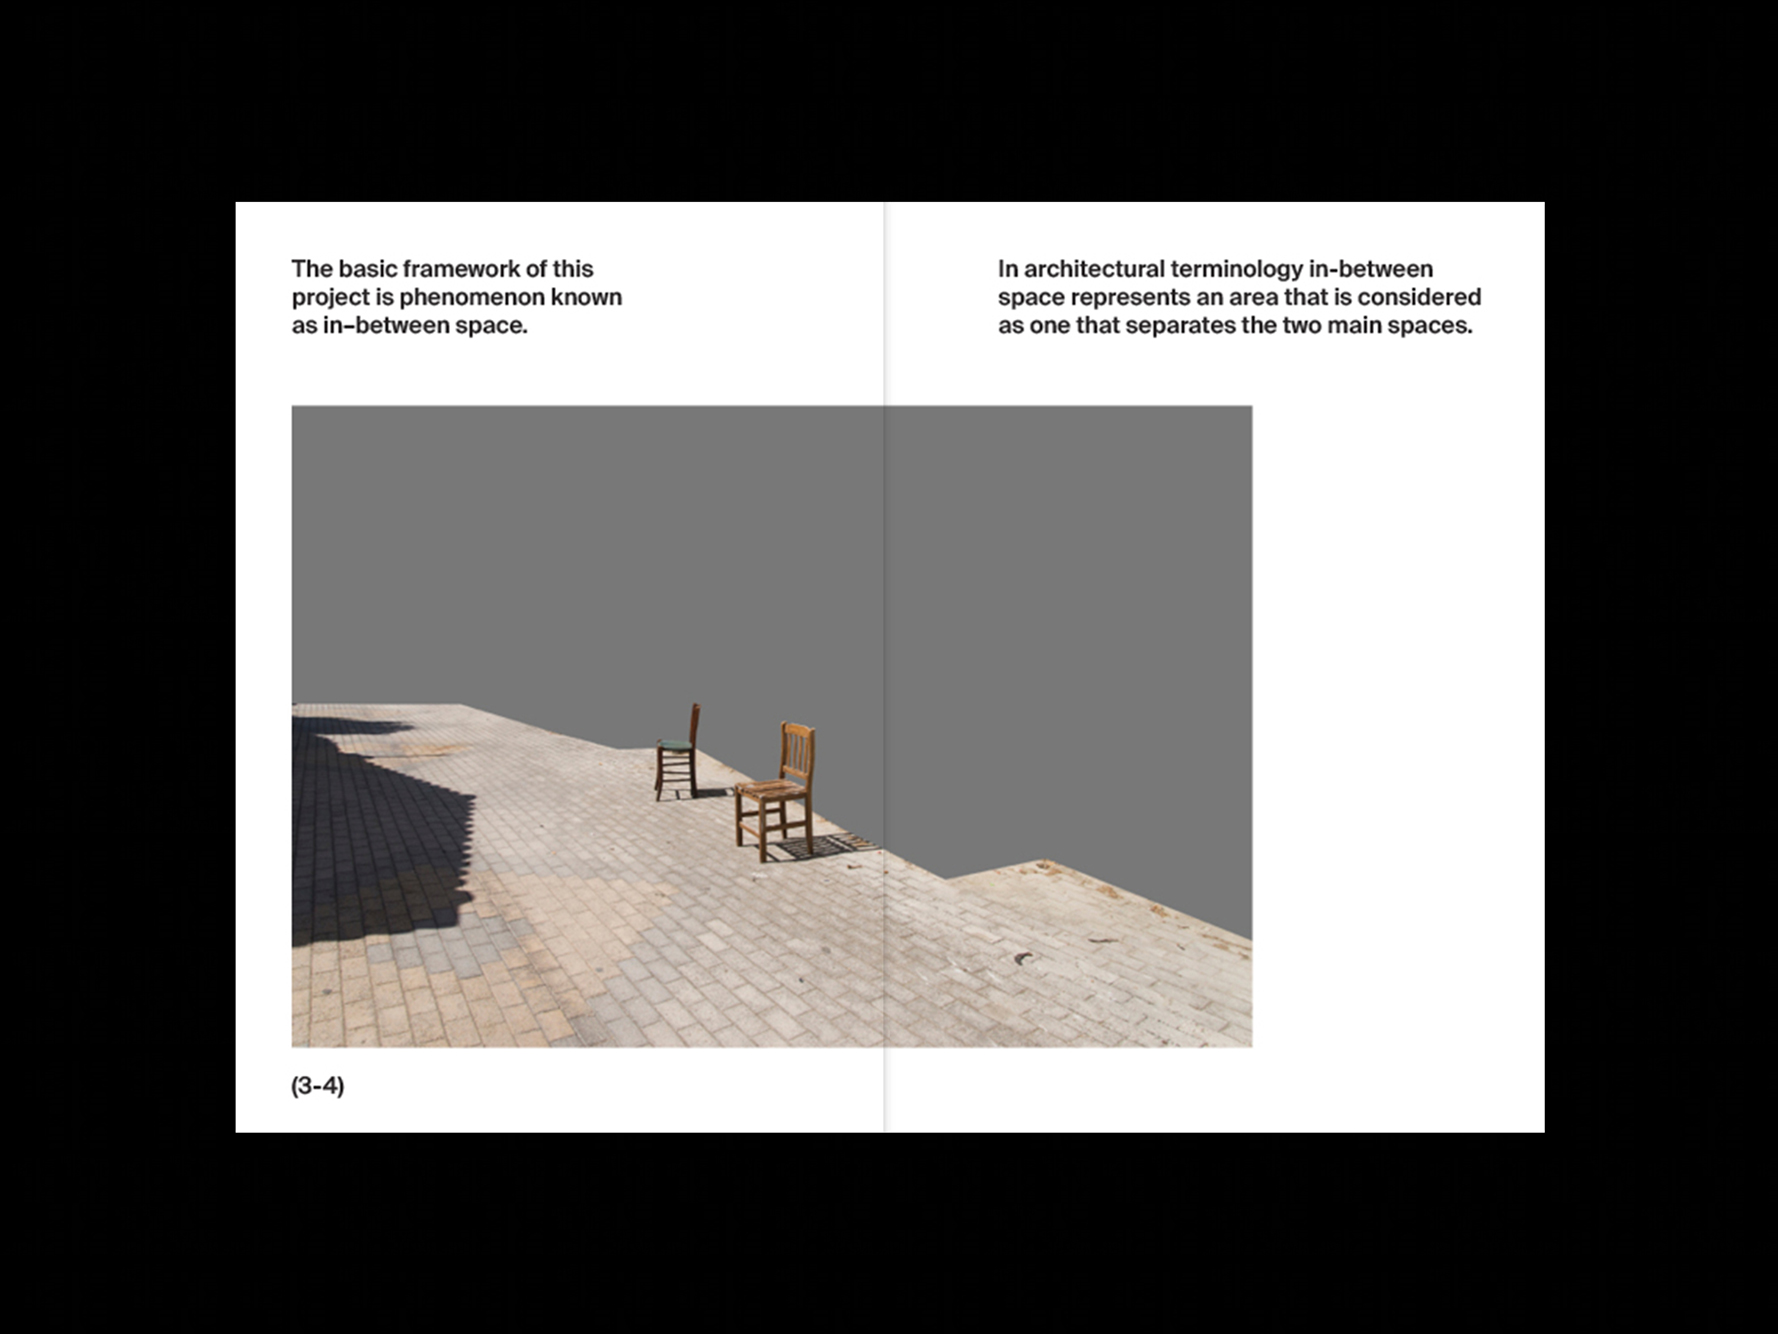 The basic framework of this
project is phenomenon known
as in–between space.
In architectural terminology in-between
space represents an area that is considered
as one that separates the two main spaces.
(3-4)